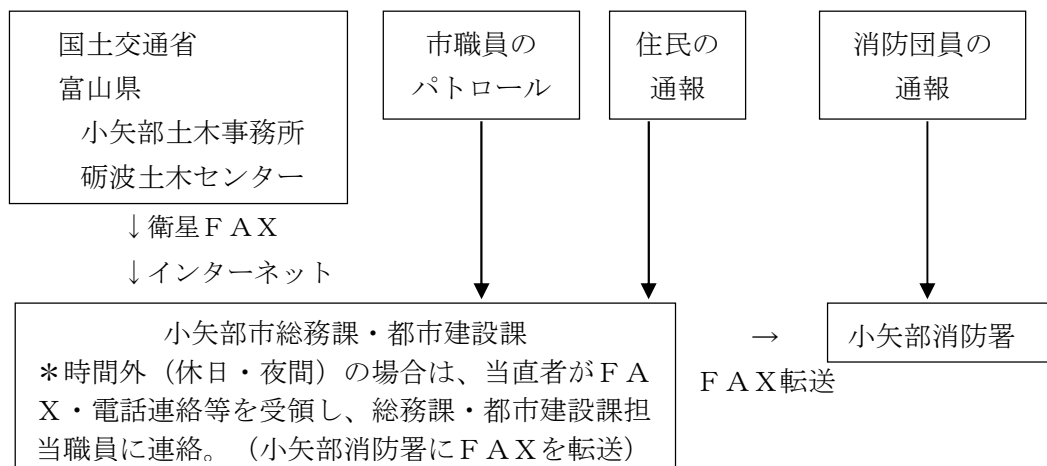 国土交通省
富山県
小矢部土木事務所
砺波土木センター
市職員の
パトロール
住民の
通報
消防団員の
通報
↓衛星ＦＡＸ
↓インターネット
小矢部市総務課・都市建設課
＊時間外（休日・夜間）の場合は、当直者がＦＡ
Ｘ・電話連絡等を受領し、総務課・都市建設課担
当職員に連絡。（小矢部消防署にＦＡＸを転送）
→
ＦＡＸ転送
小矢部消防署